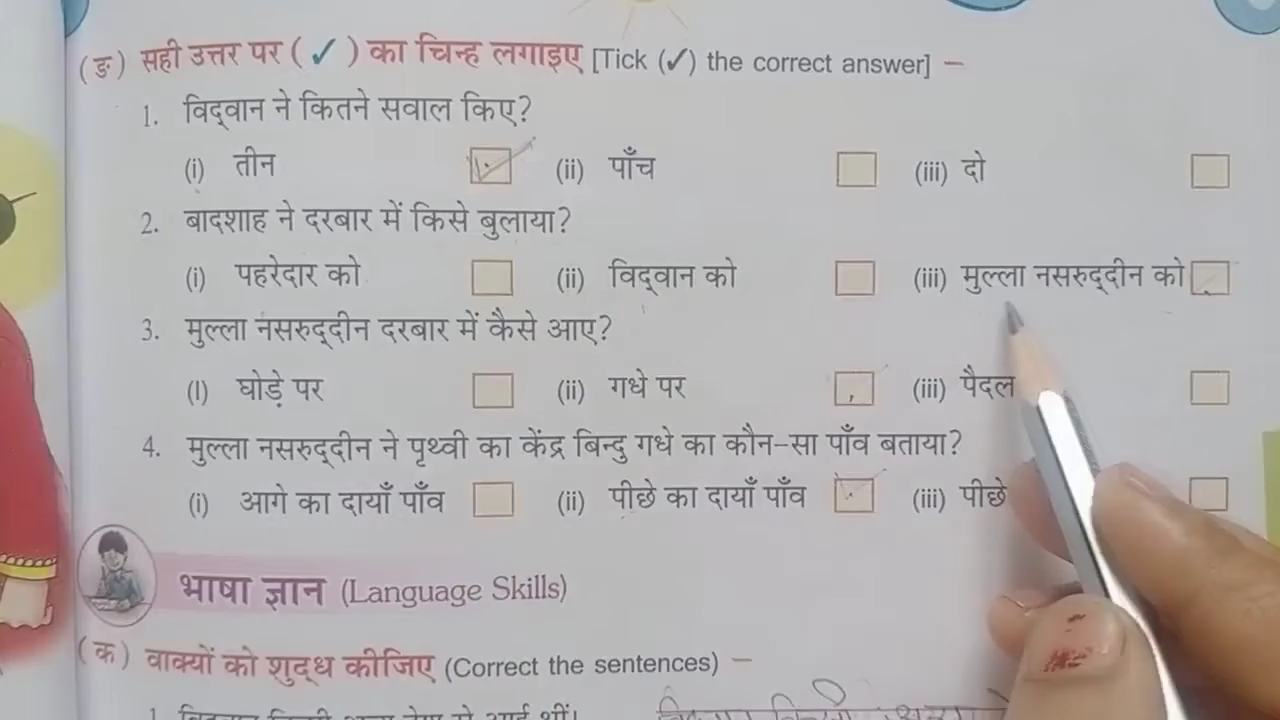 (ङ) सही उत्तर पर ( ✓ ) का चिन्ह लगाइए [Tick (✓) the correct answer] –
1. विद्वान ने कितने सवाल किए?
(i) तीन (ii) पाँच (iii) दो
2. बादशाह ने दरबार में किसे बुलाया?
(i) पहरेदार को (ii) विद्वान को (iii) मुल्ला नसरुद्दीन को
3. मुल्ला नसरुद्दीन दरबार में कैसे आए?
(I) घोड़े पर (ii) गधे पर (iii) पैदल
4. मुल्ला नसरुद्दीन ने पृथ्वी का केंद्र बिन्दु गधे का कौन-सा पाँव बताया?
(i) आगे का दायाँ पाँव (ii) पीछे का दायाँ पाँव (iii) पीछे
भाषा ज्ञान (Language Skills)
(क) वाक्यों को शुद्ध कीजिए (Correct the sentences) –
1.